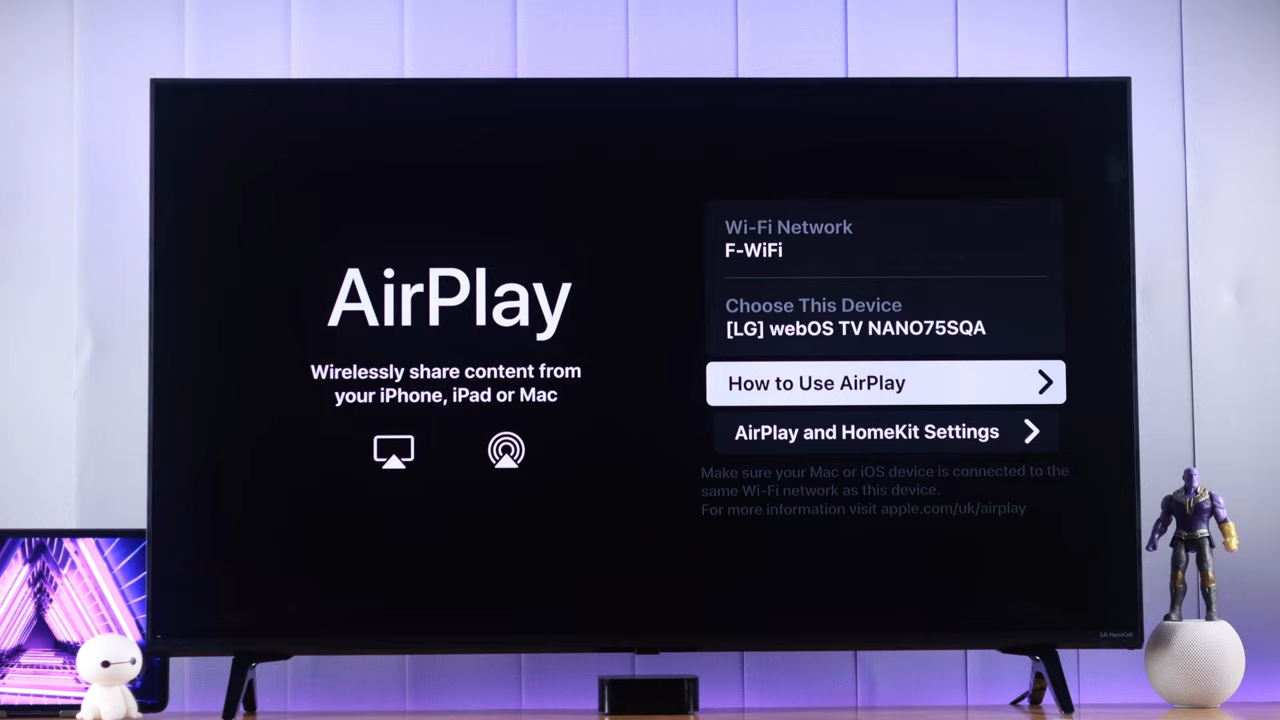 AirPlay
Wirelessly share content from
your iPhone, iPad or Mac
Wi-Fi Network
F-WiFi
Choose This Device
[LG] webOS TV NANO75SQA
How to Use AirPlay
AirPlay and HomeKit Settings
Make sure your Mac or iOS device is connected to the
same Wi-Fi network as this device.
For more information visit apple.com/uk/airplay
LG NanoCell